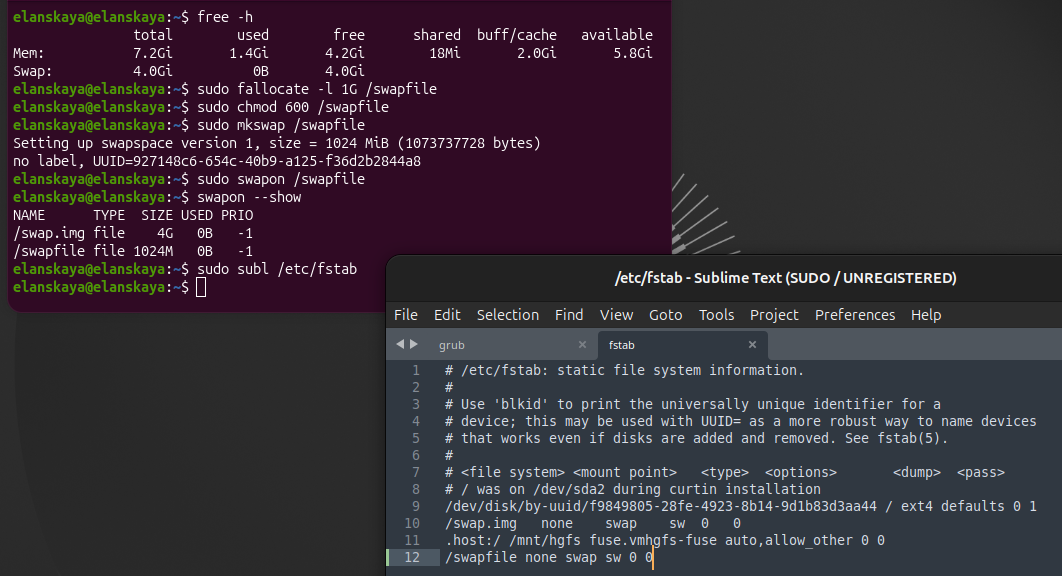 elanskaya@elanskaya:~$ free -h
total used free shared buff/cache available
Mem: 7.2Gi 1.4Gi 4.2Gi 18Mi 2.0Gi 5.8Gi
Swap: 4.0Gi 0B 4.0Gi
elanskaya@elanskaya:~$ sudo fallocate -l 1G /swapfile
elanskaya@elanskaya:~$ sudo chmod 600 /swapfile
elanskaya@elanskaya:~$ sudo mkswap /swapfile
Setting up swapspace version 1, size = 1024 MiB (1073737728 bytes)
no label, UUID=927148c6-654c-40b9-a125-f36d2b2844a8
elanskaya@elanskaya:~$ sudo swapon /swapfile
elanskaya@elanskaya:~$ swapon --show
NAME TYPE SIZE USED PRIO
/swap.img file 4G 0B -1
/swapfile file 1024M 0B -1
elanskaya@elanskaya:~$ sudo subl /etc/fstab
elanskaya@elanskaya:~$
/etc/fstab - Sublime Text (SUDO / UNREGISTERED)
File Edit Selection Find View Goto Tools Project Preferences Help
grub × fstab ×
1 # /etc/fstab: static file system information.
2 #
3 # Use 'blkid' to print the universally unique identifier for a
4 # device; this may be used with UUID= as a more robust way to name devices
5 # that works even if disks are added and removed. See fstab(5).
6 #
7 # <file system> <mount point> <type> <options> <dump> <pass>
8 # / was on /dev/sda2 during curtin installation
9 /dev/disk/by-uuid/f9849805-28fe-4923-8b14-9d1b83d3aa44 / ext4 defaults 0 1
10 /swap.img none swap sw 0 0
11 .host:/ /mnt/hgfs fuse.vmhgfs-fuse auto,allow_other 0 0
12 /swapfile none swap sw 0 0